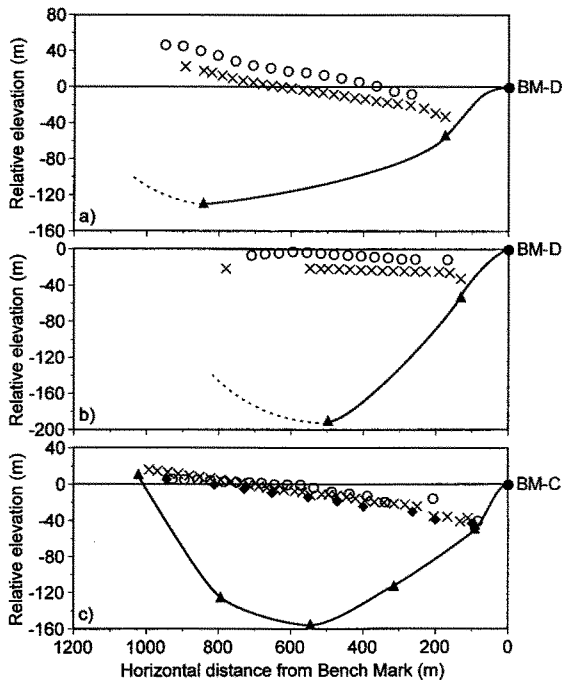 80
40
0
-40
-80
-120
-160
Relative elevation (m)
a)
BM-D
0
-40
-80
-120
-160
-200
Relative elevation (m)
b)
BM-D
40
0
-40
-80
-120
-160
Relative elevation (m)
c)
BM-C
1200 1000 800 600 400 200 0
Horizontal distance from Bench Mark (m)